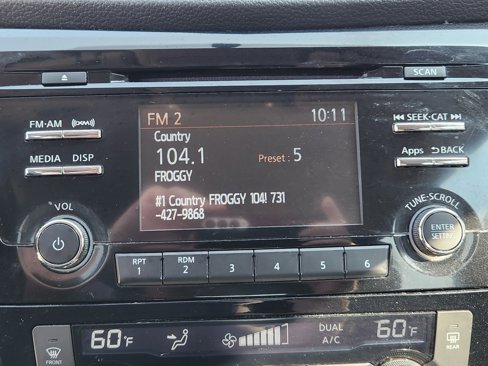 SCAN
FM·AM
MEDIA DISP
VOL
FM 2 10:11
Country
104.1 Preset : 5
FROGGY
#1 Country FROGGY 104! 731
-427-9868
SEEK·CAT
Apps BACK
TUNE·SCROLL
ENTER
RPT 1
RDM 2
3
4
5
6
60°F
DUAL
A/C
60°F
FRONT
REAR